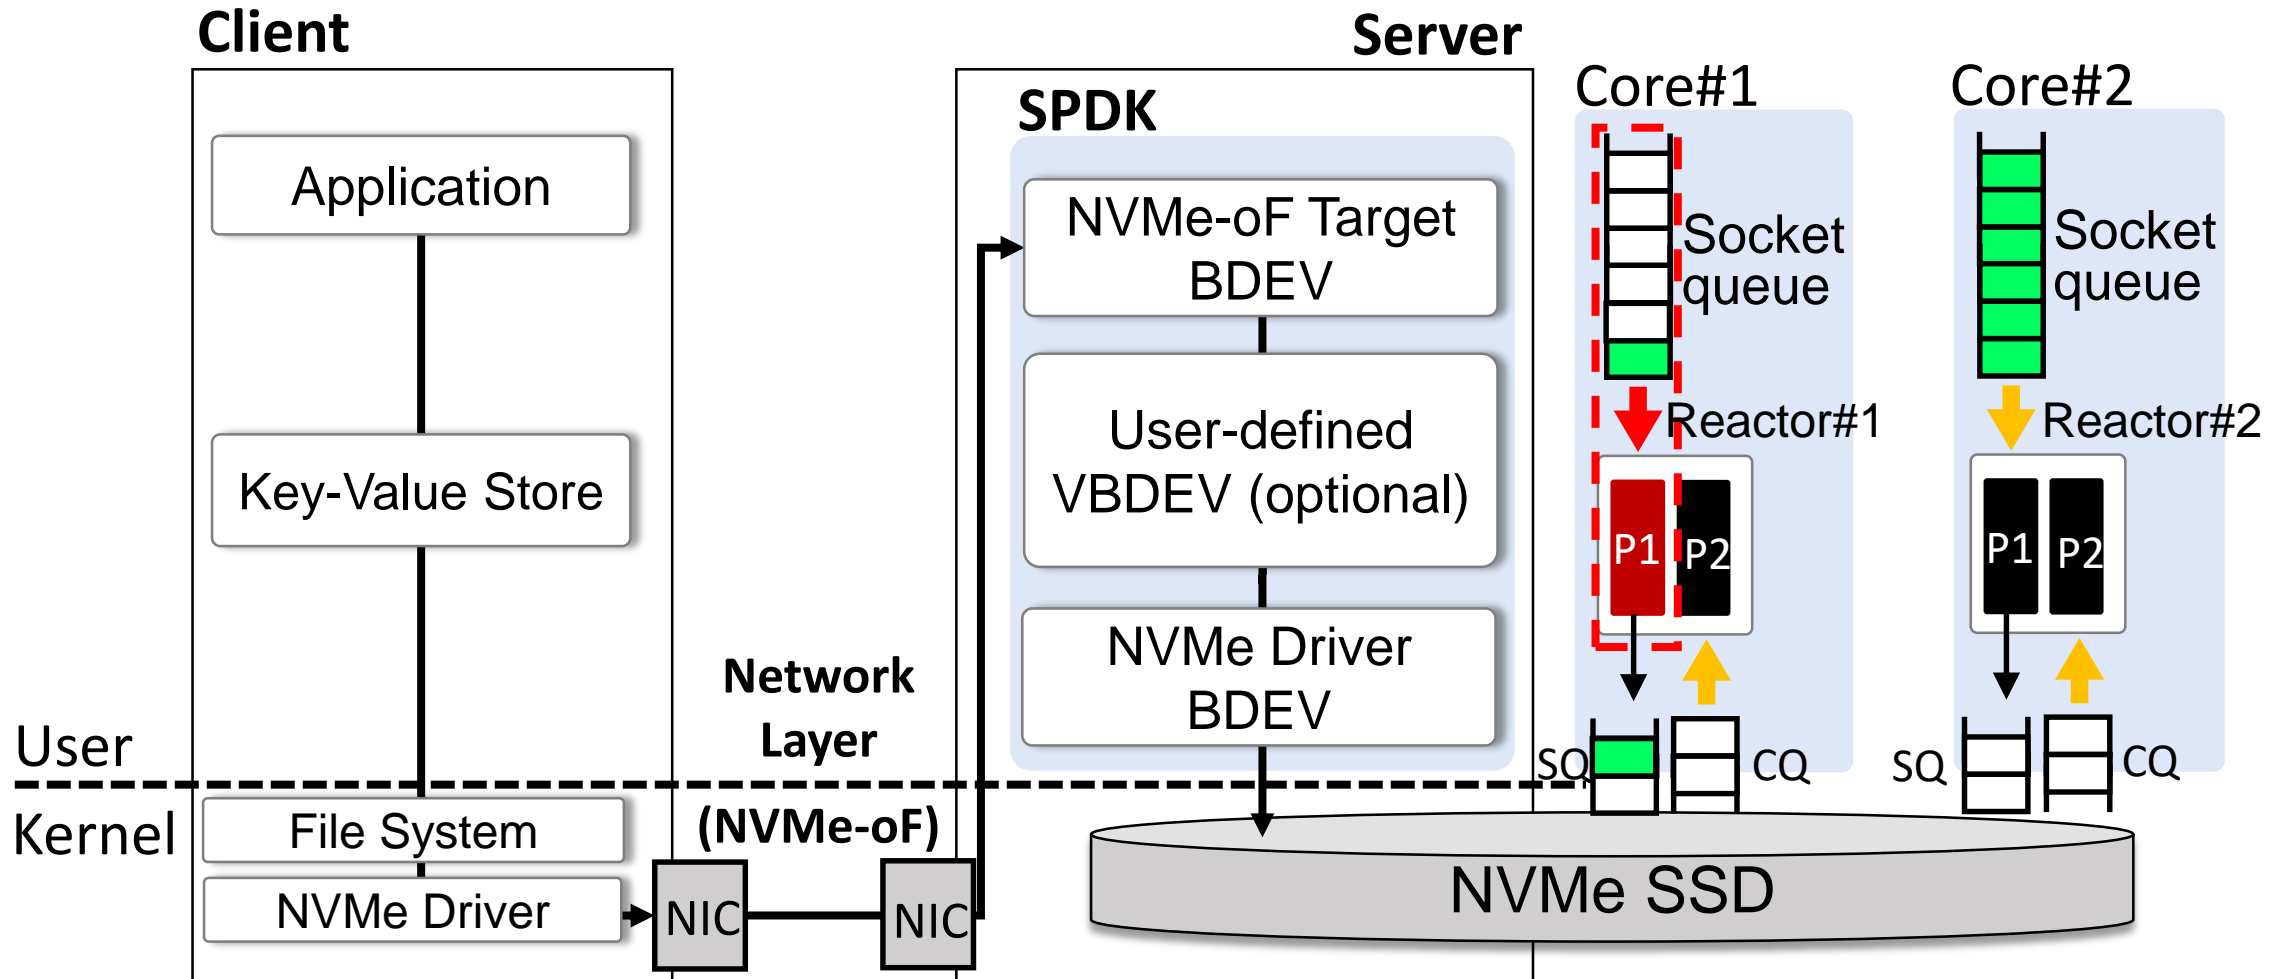 Client
Application
Key-Value Store
User
Kernel
File System
NVMe Driver
NIC
Network
Layer
(NVMe-oF)
NIC
Server
SPDK
NVMe-oF Target
BDEV
User-defined
VBDEV (optional)
NVMe Driver
BDEV
NVMe SSD
Core#1
Socket
queue
Reactor#1
P1
P2
SQ
CQ
Core#2
Socket
queue
Reactor#2
P1
P2
SQ
CQ